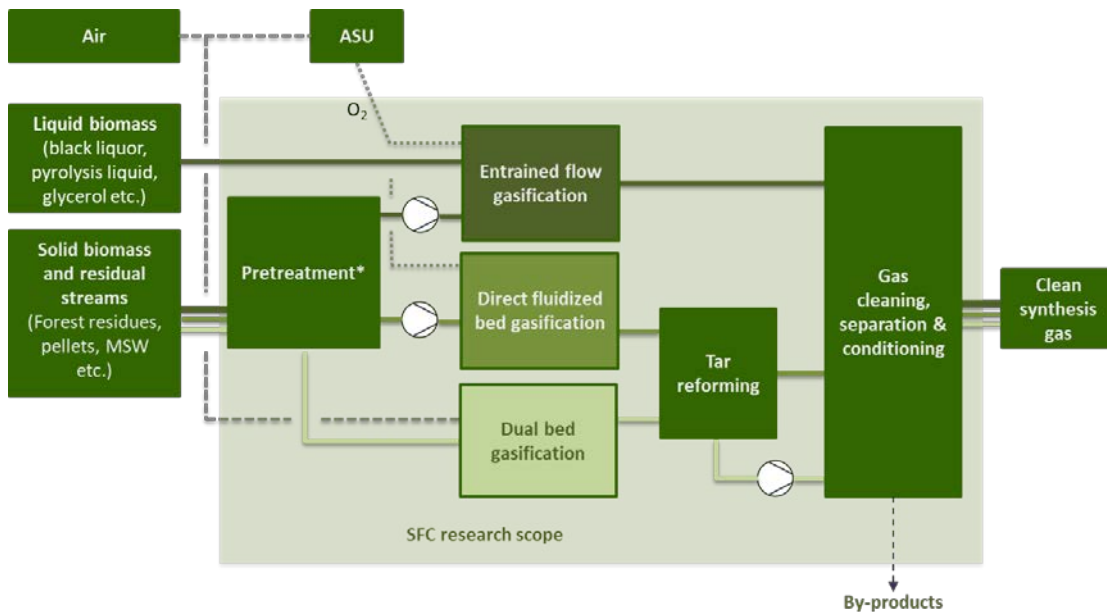 Air
ASU
O₂
Liquid biomass
(black liquor,
pyrolysis liquid,
glycerol etc.)
Entrained flow
gasification
Solid biomass
and residual
streams
(Forest residues,
pellets, MSW
etc.)
Pretreatment*
Direct fluidized
bed gasification
Gas
cleaning,
separation &
conditioning
Clean
synthesis
gas
Tar
reforming
Dual bed
gasification
SFC research scope
By-products